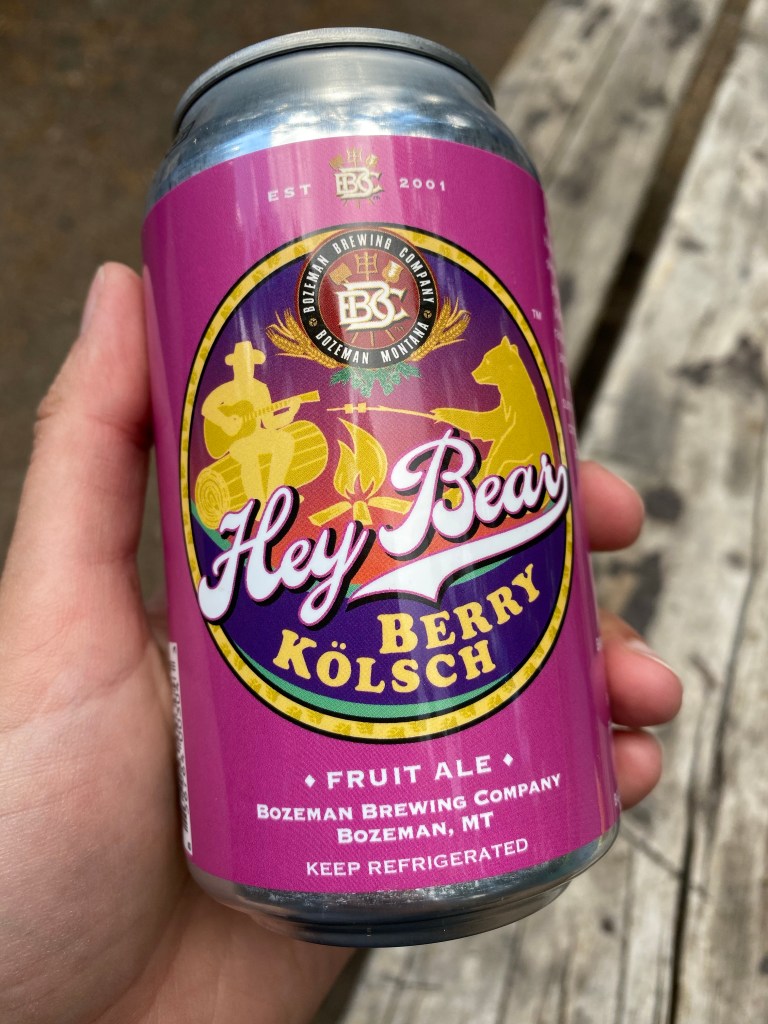 EST BBC 2001
BOZEMAN BREWING COMPANY
BBC
BOZEMAN MONTANA
TM
Hey Bear
BERRY
KÖLSCH
FRUIT ALE
BOZEMAN BREWING COMPANY
BOZEMAN, MT
KEEP REFRIGERATED